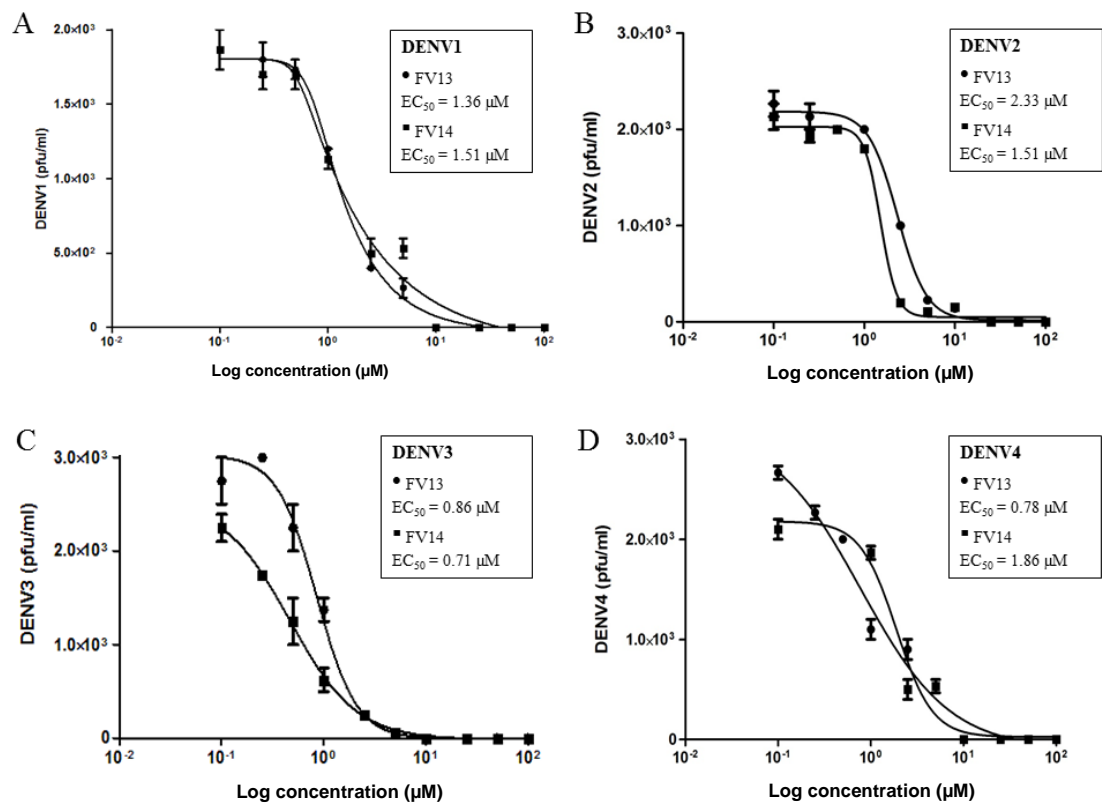 A
DENV1 (pfu/ml)
2.0×10³
1.5×10³
1.0×10³
5.0×10²
0
10⁻²
10⁻¹
10⁰
10¹
10²
Log concentration (µM)
DENV1
FV13
EC₅₀ = 1.36 µM
FV14
EC₅₀ = 1.51 µM
B
DENV2 (pfu/ml)
3.0×10³
2.0×10³
1.0×10³
0
10⁻²
10⁻¹
10⁰
10¹
10²
Log concentration (µM)
DENV2
FV13
EC₅₀ = 2.33 µM
FV14
EC₅₀ = 1.51 µM
C
DENV3 (pfu/ml)
3.0×10³
2.0×10³
1.0×10³
0
10⁻²
10⁻¹
10⁰
10¹
10²
Log concentration (µM)
DENV3
FV13
EC₅₀ = 0.86 µM
FV14
EC₅₀ = 0.71 µM
D
DENV4 (pfu/ml)
3.0×10³
2.0×10³
1.0×10³
0
10⁻²
10⁻¹
10⁰
10¹
10²
Log concentration (µM)
DENV4
FV13
EC₅₀ = 0.78 µM
FV14
EC₅₀ = 1.86 µM